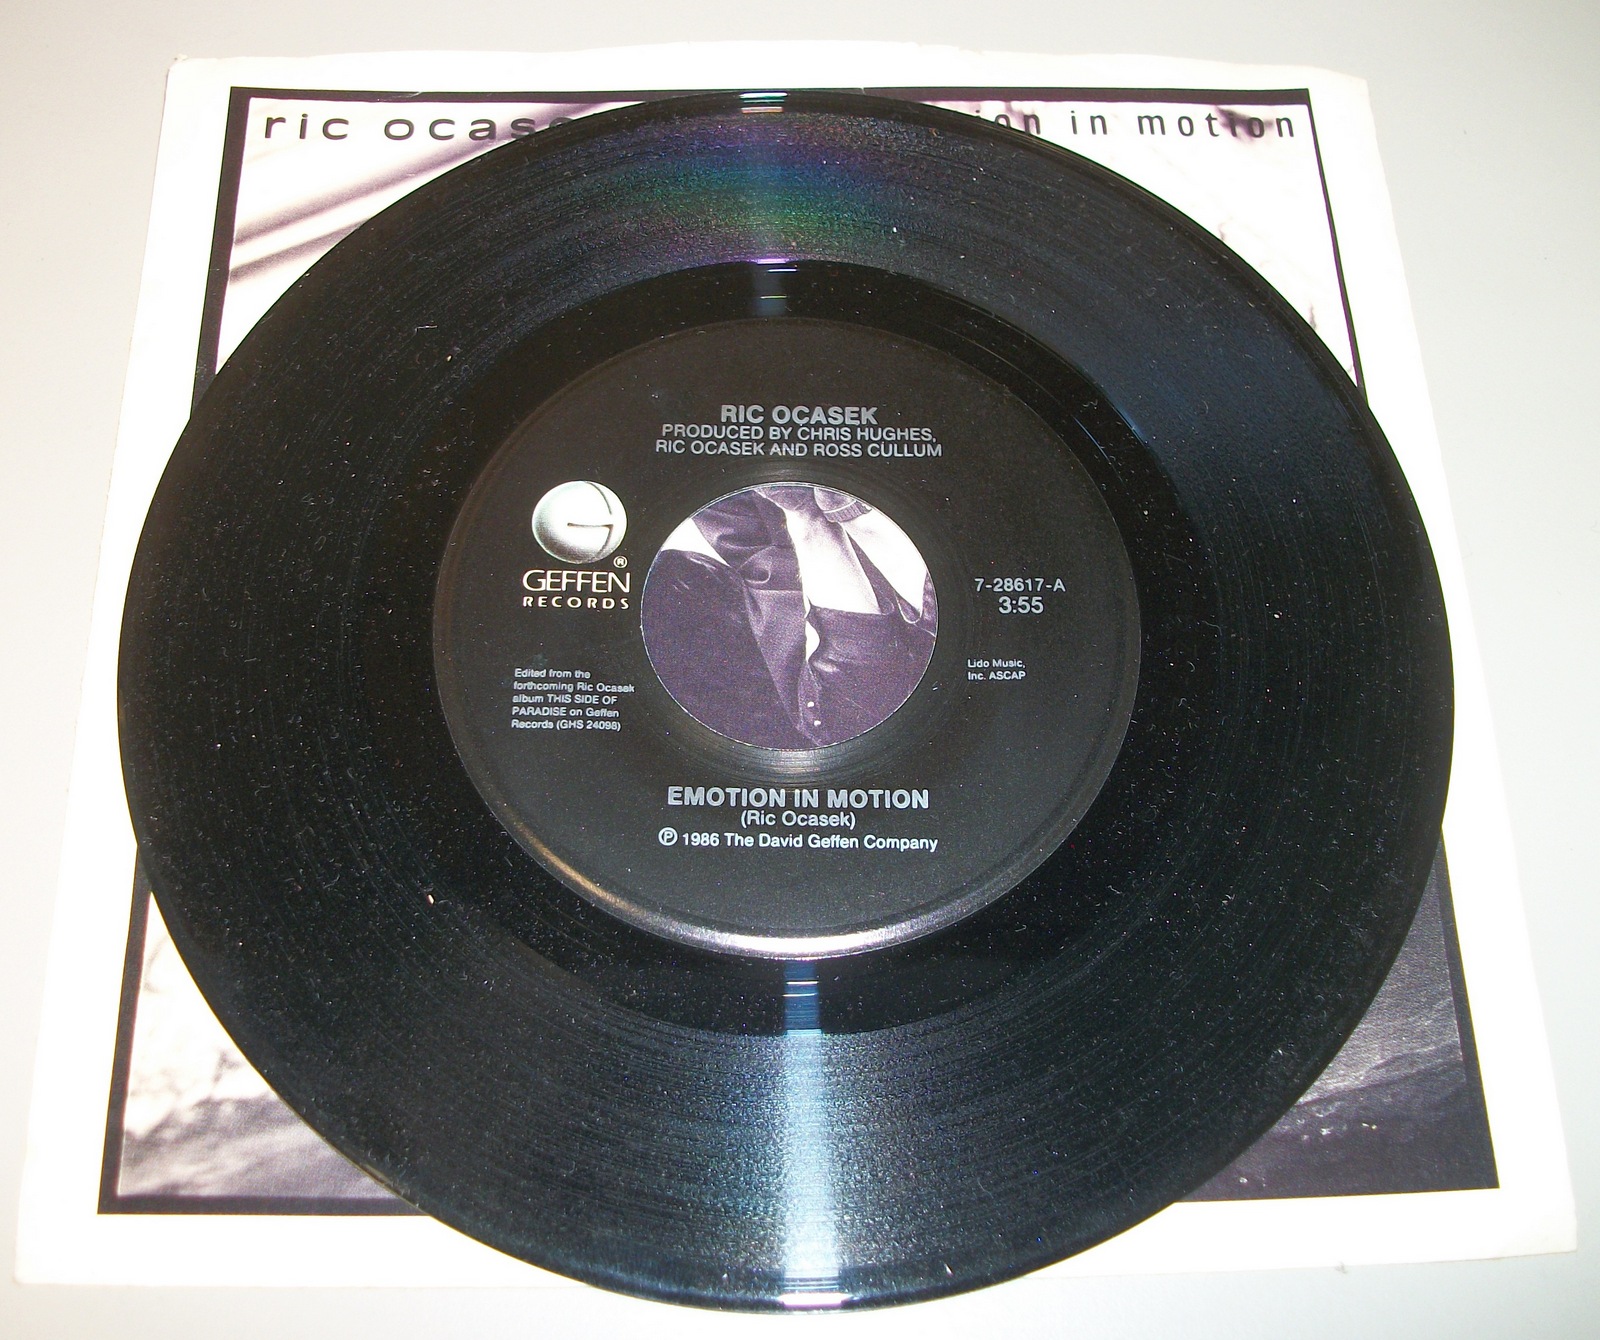 ric ocas
ion in motion
RIC OCASEK
PRODUCED BY CHRIS HUGHES,
RIC OCASEK AND ROSS CULLUM
®
GEFFEN
RECORDS
7-28617-A
3:55
Edited from the
forthcoming Ric Ocasek
album THIS SIDE OF
PARADISE on Geffen
Records (GHS 24098)
Lido Music,
Inc. ASCAP
EMOTION IN MOTION
(Ric Ocasek)
℗ 1986 The David Geffen Company